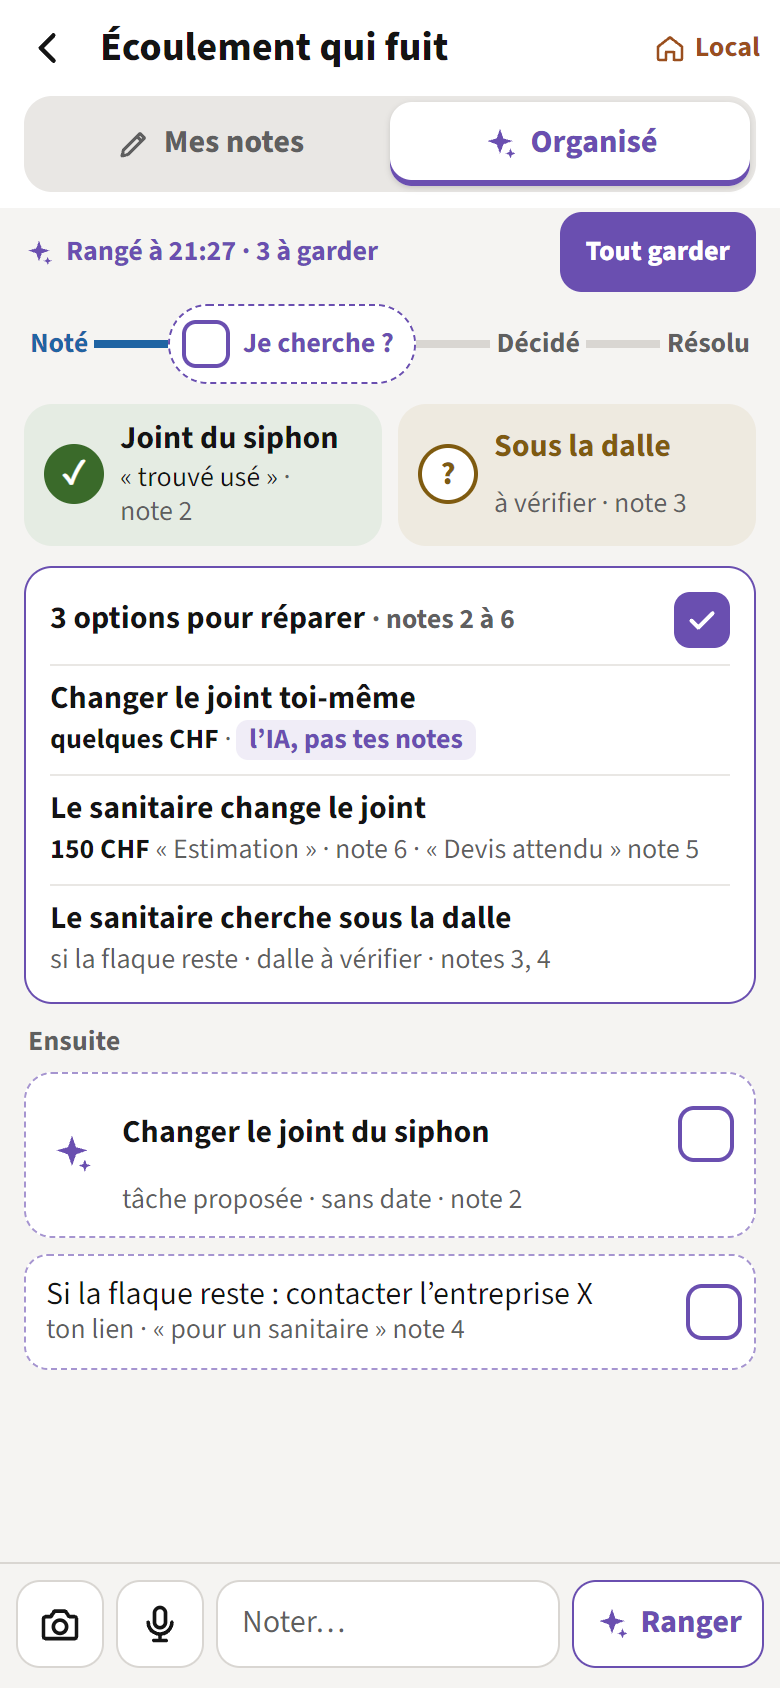 Écoulement qui fuit
Local
Mes notes
Organisé
Rangé à 21:27 · 3 à garder
Tout garder
Noté
Je cherche ?
Décidé
Résolu
Joint du siphon
« trouvé usé » ·
note 2
?
Sous la dalle
à vérifier · note 3
3 options pour réparer · notes 2 à 6
Changer le joint toi-même
quelques CHF · l’IA, pas tes notes
Le sanitaire change le joint
150 CHF « Estimation » · note 6 · « Devis attendu » note 5
Le sanitaire cherche sous la dalle
si la flaque reste · dalle à vérifier · notes 3, 4
Ensuite
Changer le joint du siphon
tâche proposée · sans date · note 2
Si la flaque reste : contacter l’entreprise X
ton lien · « pour un sanitaire » note 4
Noter…
Ranger